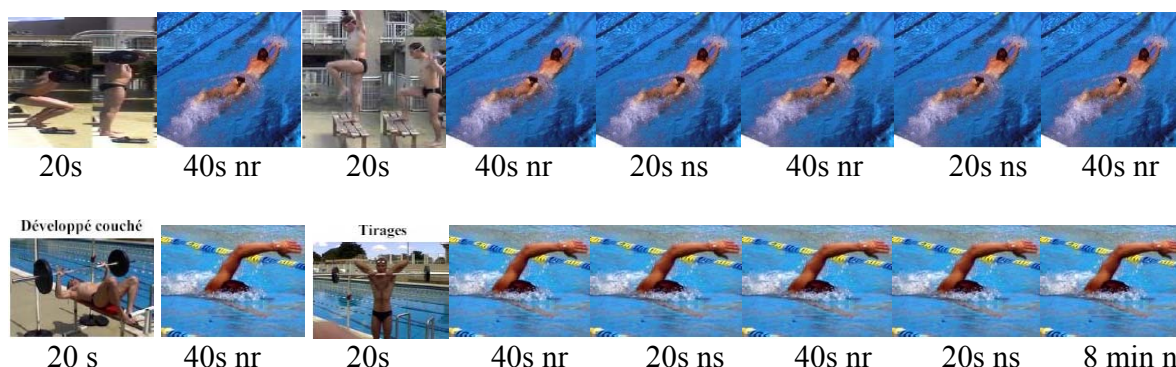 20s 40s nr 20s 40s nr 20s ns 40s nr 20s ns 40s nr
Développé couché Tirages
20 s 40s nr 20s 40s nr 20s ns 40s nr 20s ns 8 min n